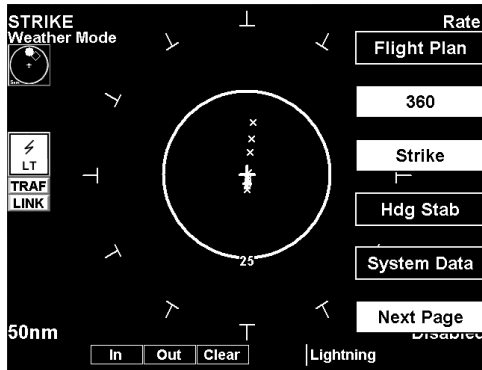 STRIKE
Rate
Weather Mode
Flight Plan
360
LT
Strike
TRAF
LINK
Hdg Stab
25
System Data
Next Page
50nm
Disabled
In
Out
Clear
Lightning